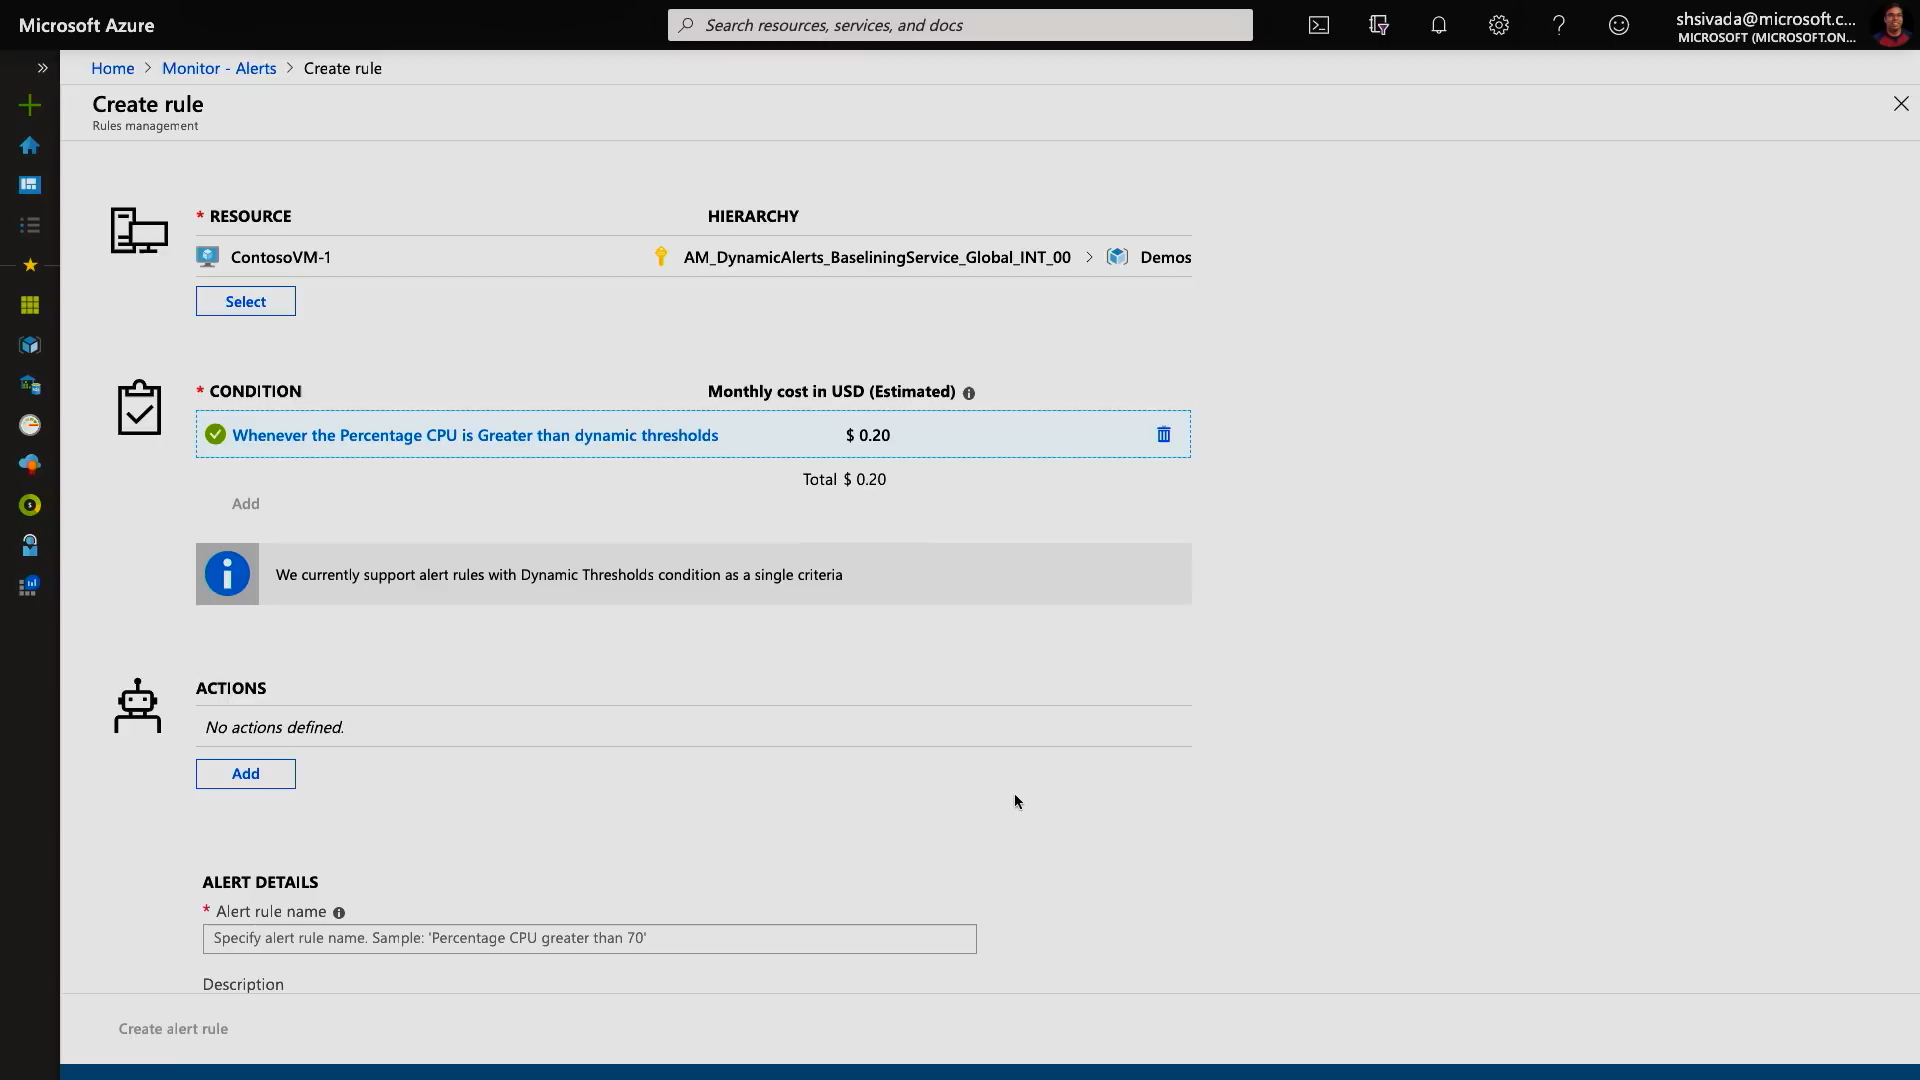 Microsoft Azure
Search resources, services, and docs
shsivada@microsoft.c...
MICROSOFT (MICROSOFT.ON...
Home > Monitor - Alerts > Create rule
Create rule
Rules management
* RESOURCE HIERARCHY
ContosoVM-1 AM_DynamicAlerts_BaseliningService_Global_INT_00 > Demos
Select
* CONDITION Monthly cost in USD (Estimated)
Whenever the Percentage CPU is Greater than dynamic thresholds $ 0.20
Total $ 0.20
Add
We currently support alert rules with Dynamic Thresholds condition as a single criteria
ACTIONS
No actions defined.
Add
ALERT DETAILS
* Alert rule name
Specify alert rule name. Sample: 'Percentage CPU greater than 70'
Description
Create alert rule